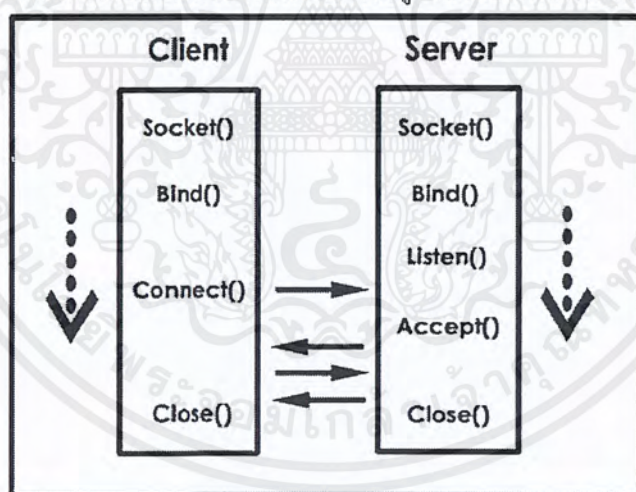 Client Server
Socket() Socket()
Bind() Bind()
Listen()
Connect()
Accept()
Close() Close()